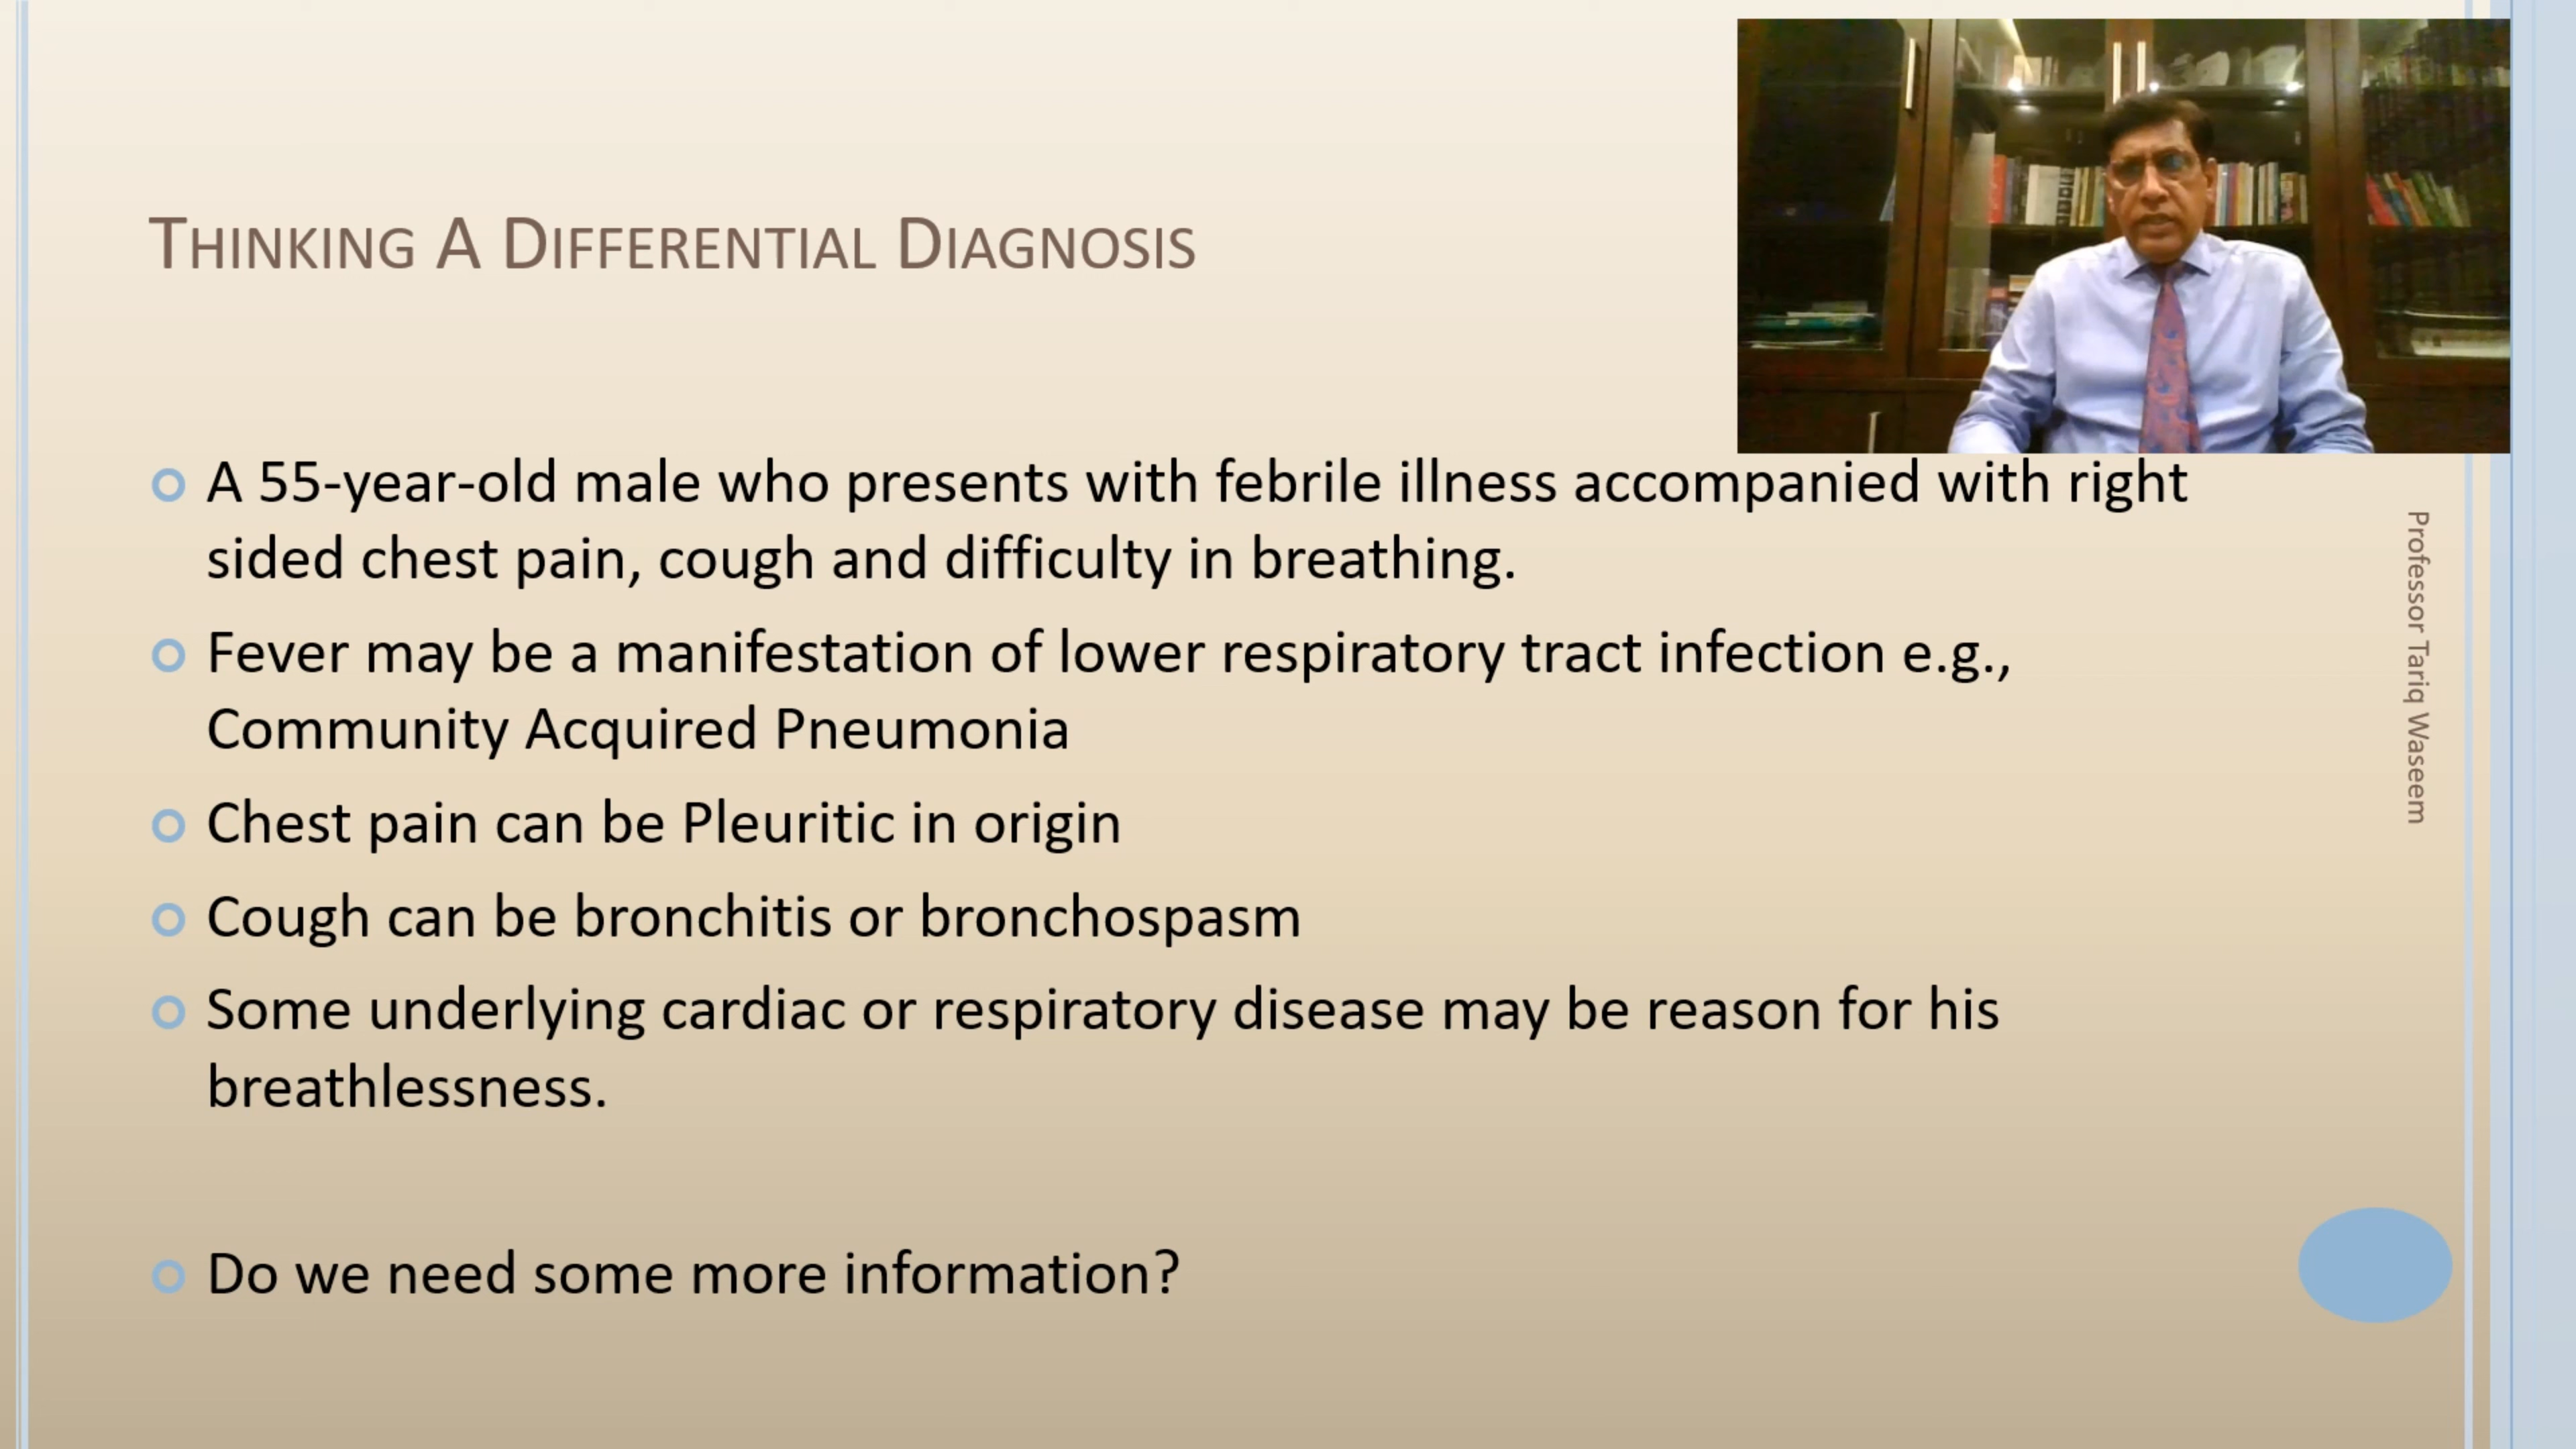 THINKING A DIFFERENTIAL DIAGNOSIS
A 55-year-old male who presents with febrile illness accompanied with right
sided chest pain, cough and difficulty in breathing.
Fever may be a manifestation of lower respiratory tract infection e.g.,
Community Acquired Pneumonia
Chest pain can be Pleuritic in origin
Cough can be bronchitis or bronchospasm
Some underlying cardiac or respiratory disease may be reason for his
breathlessness.
Do we need some more information?
Professor Tariq Waseem